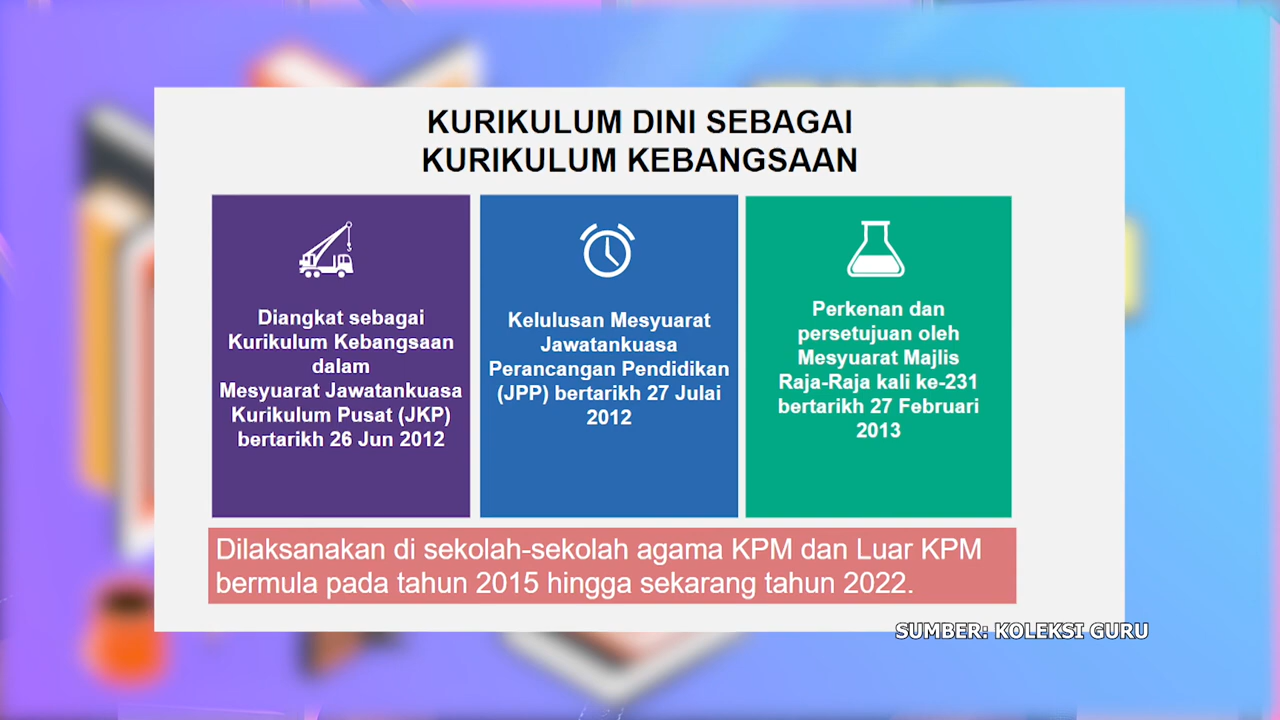 KURIKULUM DINI SEBAGAI
KURIKULUM KEBANGSAAN
Diangkat sebagai
Kurikulum Kebangsaan
dalam
Mesyuarat Jawatankuasa
Kurikulum Pusat (JKP)
bertarikh 26 Jun 2012
Kelulusan Mesyuarat
Jawatankuasa
Perancangan Pendidikan
(JPP) bertarikh 27 Julai
2012
Perkenan dan
persetujuan oleh
Mesyuarat Majlis
Raja-Raja kali ke-231
bertarikh 27 Februari
2013
Dilaksanakan di sekolah-sekolah agama KPM dan Luar KPM
bermula pada tahun 2015 hingga sekarang tahun 2022.
SUMBER: KOLEKSI GURU